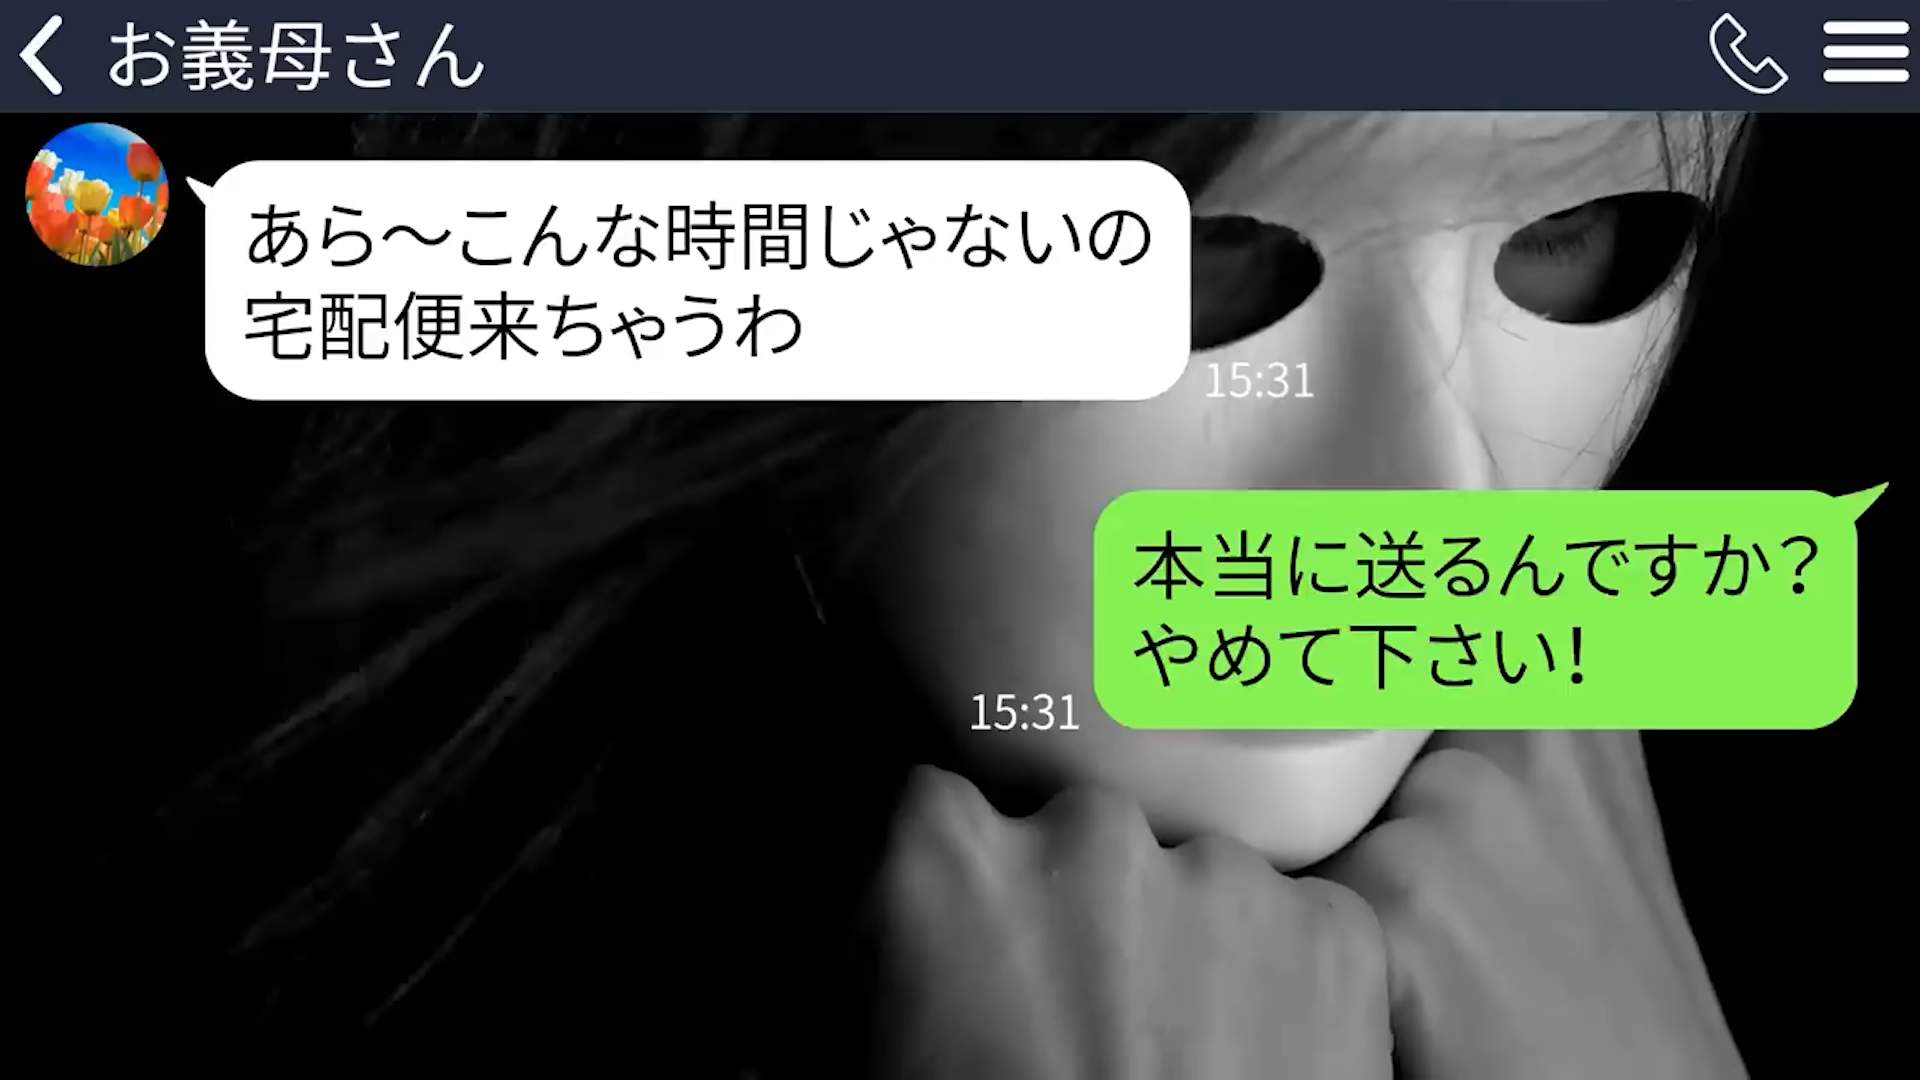 お義母さん
あら～こんな時間じゃないの
宅配便来ちゃうわ
15:31
本当に送るんですか？
やめて下さい！
15:31